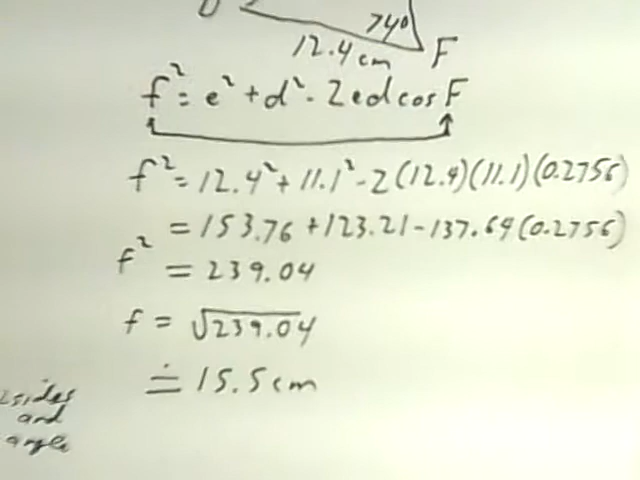 D 74°
12.4 cm F
f² = e² + d² - 2ed cos F
f² = 12.4² + 11.1² - 2(12.4)(11.1)(0.2756)
= 153.76 + 123.21 - 137.64(0.2756)
f² = 239.04
f = √239.04
≐ 15.5 cm
sides
and
angle